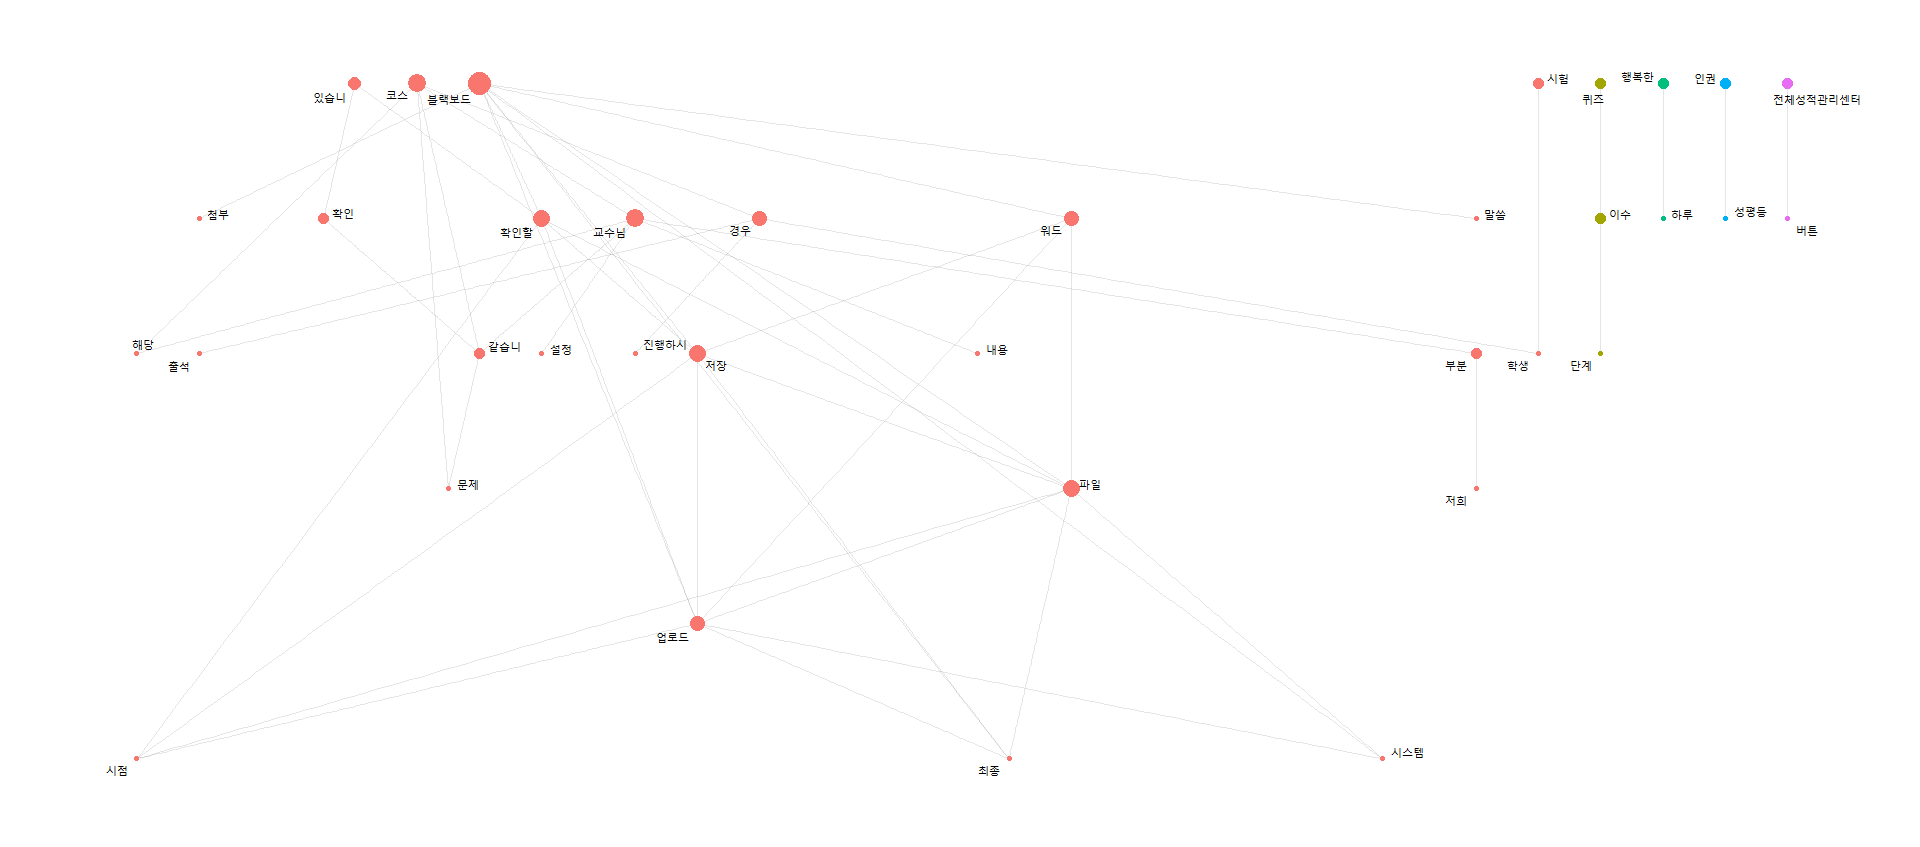 있습니
코스
블랙보드
시험
퀴즈
행복한
인권
전체성적관리센터
첨부
확인
확인할
교수님
경우
워드
말씀
이수
하루
성평등
버튼
해당
출석
같습니
설정
진행하시
저장
내용
부분
학생
단계
문제
파일
저희
업로드
시점
최종
시스템